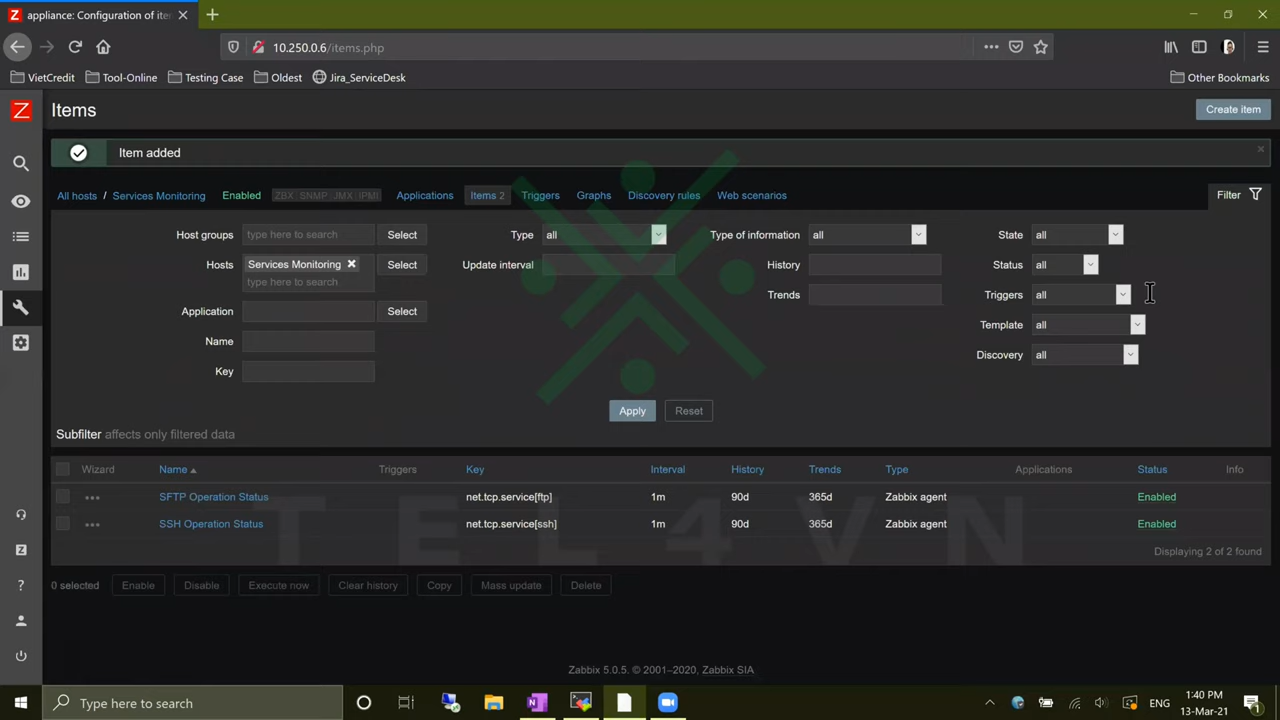 appliance: Configuration of ite
10.250.0.6/items.php
VietCredit
Tool-Online
Testing Case
Oldest
Jira_ServiceDesk
Other Bookmarks
Z
Items
Create item
Item added
All hosts / Services Monitoring
Enabled
ZBX SNMP JMX IPMI
Applications
Items 2
Triggers
Graphs
Discovery rules
Web scenarios
Filter
Host groups type here to search Select
Type all
Type of information all
State all
Hosts Services Monitoring Select
type here to search
Update interval
History
Status all
Trends
Triggers all
Application Select
Template all
Name
Discovery all
Key
Apply
Reset
Subfilter affects only filtered data
Wizard Name Triggers Key Interval History Trends Type Applications Status Info
SFTP Operation Status net.tcp.service[ftp] 1m 90d 365d Zabbix agent Enabled
SSH Operation Status net.tcp.service[ssh] 1m 90d 365d Zabbix agent Enabled
TEL4VN
Displaying 2 of 2 found
0 selected Enable Disable Execute now Clear history Copy Mass update Delete
Zabbix 5.0.5. © 2001–2020, Zabbix SIA
Type here to search
ENG
1:40 PM
13-Mar-21